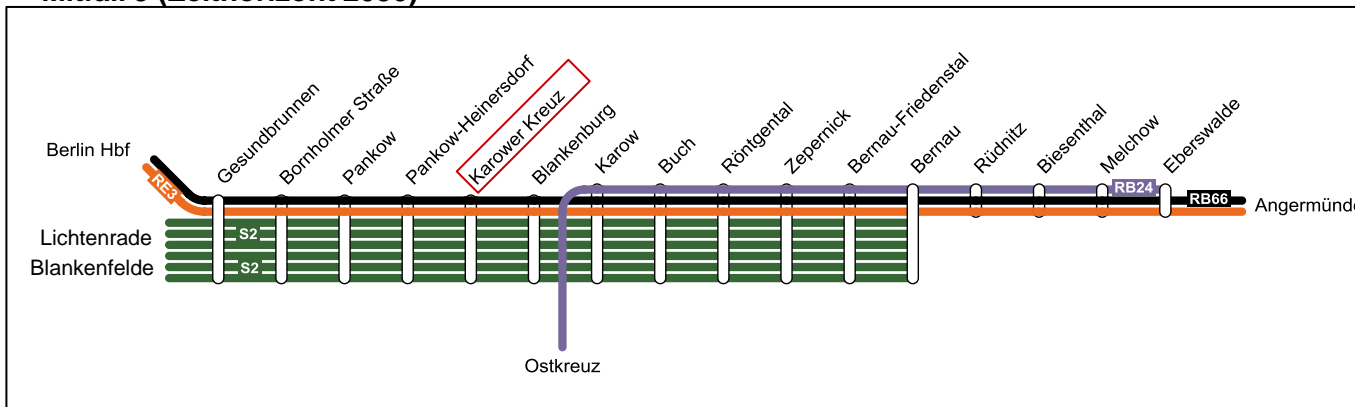 Berlin Hbf
RE3
Gesundbrunnen
Bornholmer Straße
Pankow
Pankow-Heinersdorf
Karower Kreuz
Blankenburg
Karow
Buch
Röntgental
Zepernick
Bernau-Friedenstal
Bernau
Rüdnitz
Biesenthal
Melchow
Eberswalde
RB24
RB66
Angermünde
Lichtenrade
S2
Blankenfelde
S2
Ostkreuz